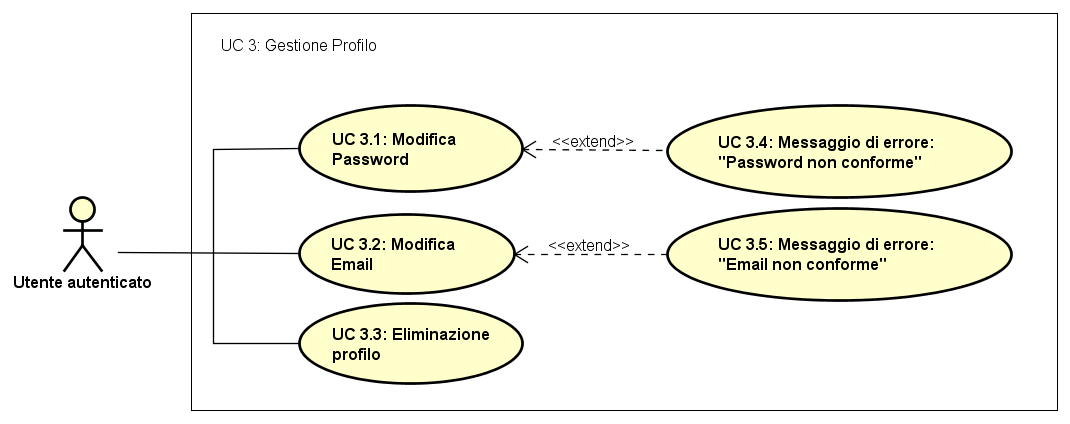 UC 3: Gestione Profilo
UC 3.1: Modifica
Password
<<extend>>
UC 3.4: Messaggio di errore:
"Password non conforme"
UC 3.2: Modifica
Email
<<extend>>
UC 3.5: Messaggio di errore:
"Email non conforme"
Utente autenticato
UC 3.3: Eliminazione
profilo